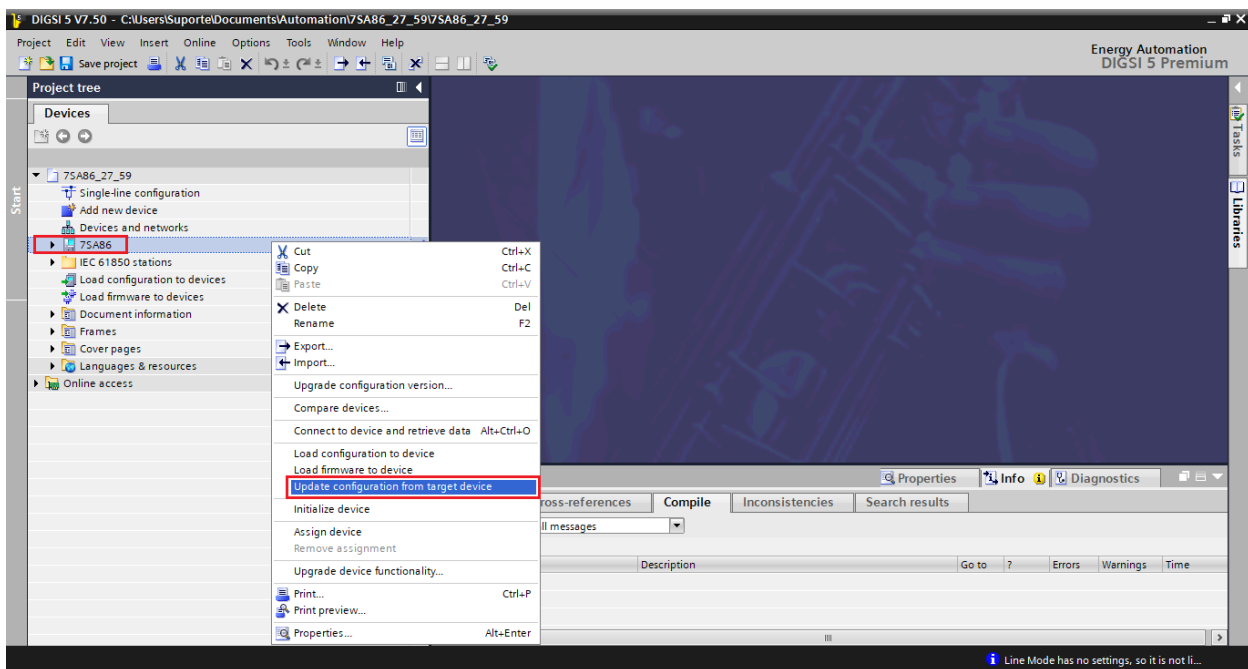 DIGSI 5 V7.50 - C:\Users\Suporte\Documents\Automation\7SA86_27_59\7SA86_27_59
Project Edit View Insert Online Options Tools Window Help
Energy Automation
DIGSI 5 Premium
Save project
Project tree
Devices
7SA86_27_59
Single-line configuration
Add new device
Devices and networks
7SA86
IEC 61850 stations
Load configuration to devices
Load firmware to devices
Document information
Frames
Cover pages
Languages & resources
Online access
Start
Cut Ctrl+X
Copy Ctrl+C
Paste Ctrl+V
Delete Del
Rename F2
Export...
Import...
Upgrade configuration version...
Compare devices...
Connect to device and retrieve data Alt+Ctrl+O
Load configuration to device
Load firmware to device
Update configuration from target device
Initialize device
Assign device
Remove assignment
Upgrade device functionality...
Print... Ctrl+P
Print preview...
Properties... Alt+Enter
Tasks
Libraries
Properties Info Diagnostics
ross-references Compile Inconsistencies Search results
ll messages
Description Go to ? Errors Warnings Time
Line Mode has no settings, so it is not li...